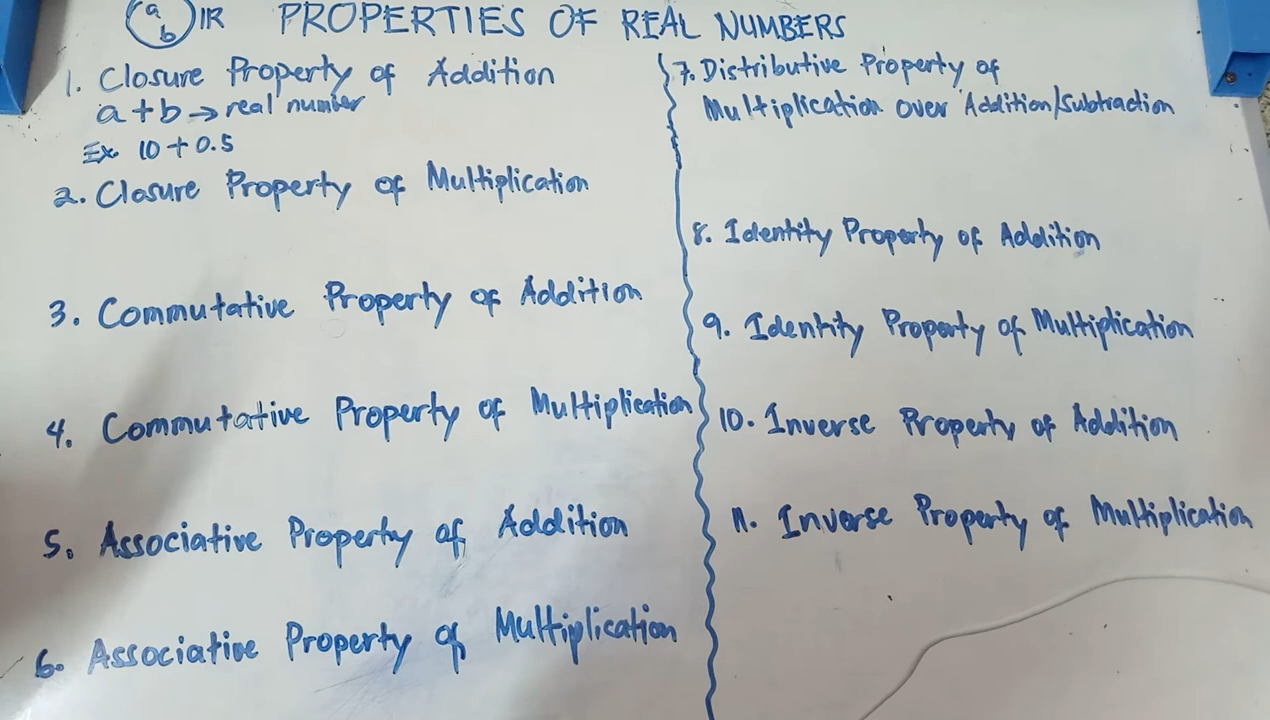 a b IR PROPERTIES OF REAL NUMBERS
1. Closure Property of Addition
a + b → real number
Ex 10 + 0.5
2. Closure Property of Multiplication
3. Commutative Property of Addition
4. Commutative Property of Multiplication
5. Associative Property of Addition
6. Associative Property of Multiplication
7. Distributive Property of
Multiplication over Addition/Subtraction
8. Identity Property of Addition
9. Identity Property of Multiplication
10. Inverse Property of Addition
11. Inverse Property of Multiplication